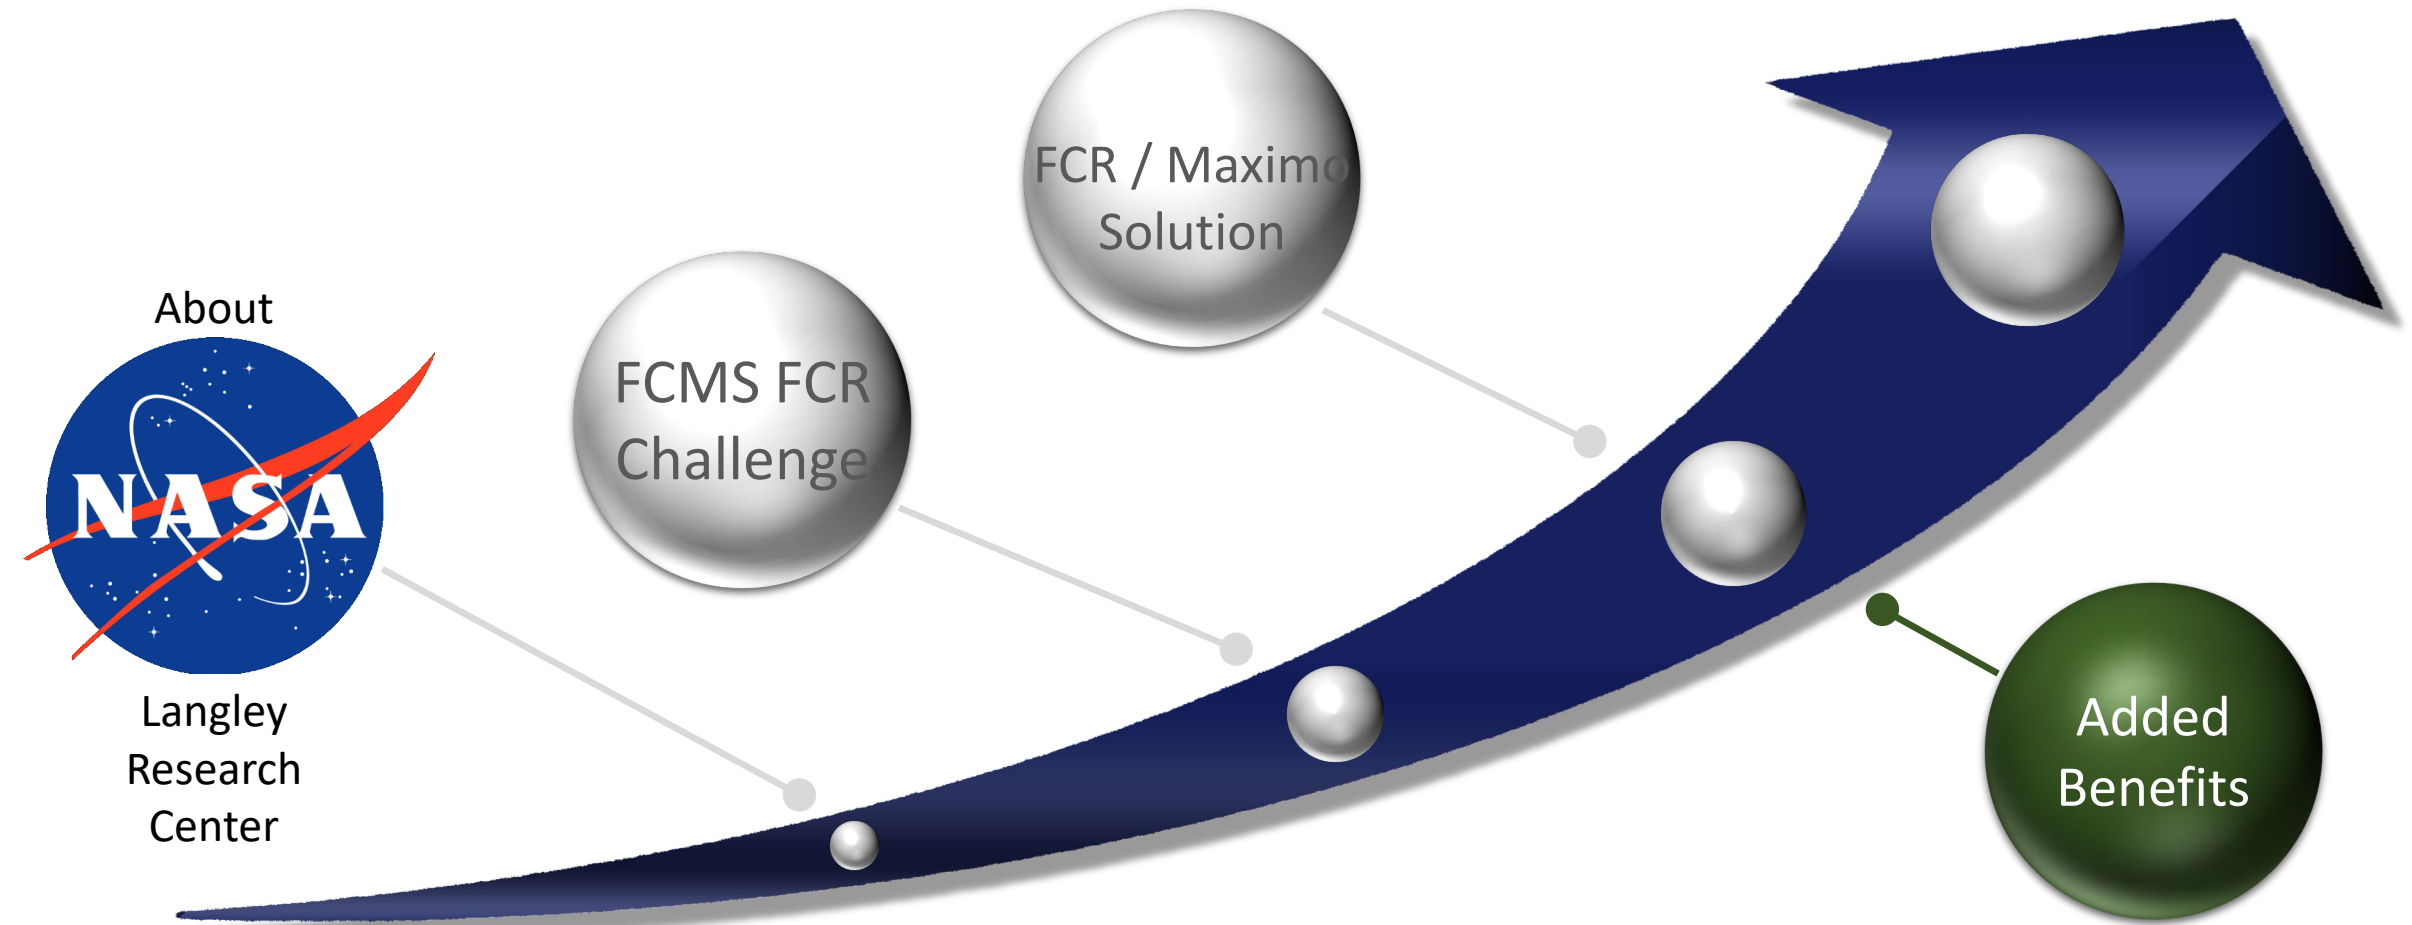 About
NASA
Langley
Research
Center
FCMS FCR
Challenge
FCR / Maximo
Solution
Added
Benefits